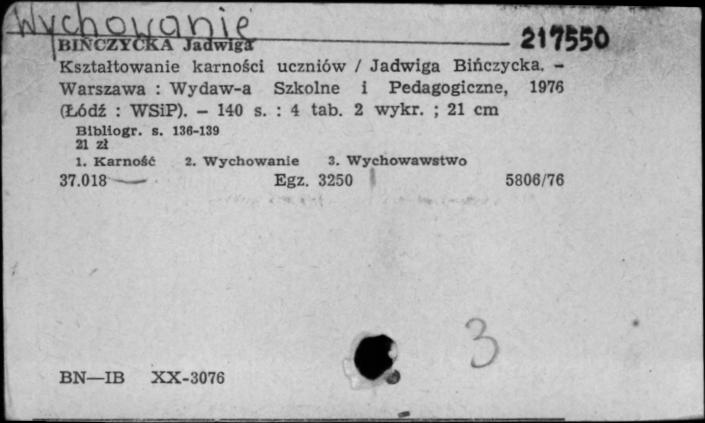 Wychowanie
BIŃCZYCKA Jadwiga 217550
Kształtowanie karności uczniów / Jadwiga Bińczycka. –
Warszawa : Wydaw-a Szkolne i Pedagogiczne, 1976
(Łódź : WSiP). – 140 s. : 4 tab. 2 wykr. ; 21 cm
Bibliogr. s. 136-139
21 zł
1. Karność 2. Wychowanie 3. Wychowawstwo
37.018 Egz. 3250 5806/76
3
BN—IB XX-3076